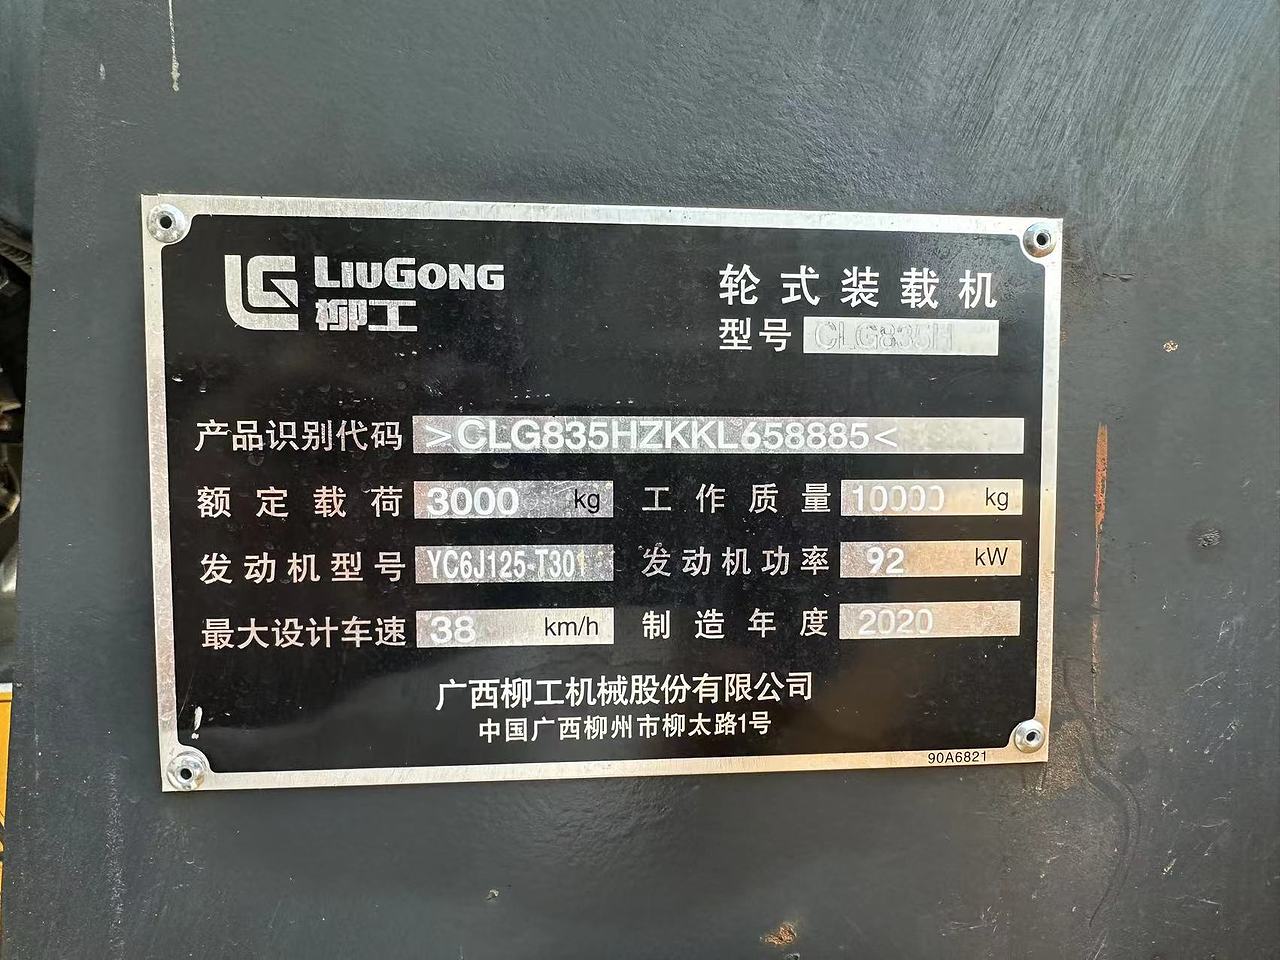 LIUGONG
柳工
轮式装载机
型号 CLG835H
产品识别代码 >CLG835HZKKL658885<
额定载荷 3000 kg 工作质量 10000 kg
发动机型号 YC6J125-T301 发动机功率 92 kW
最大设计车速 38 km/h 制造年度 2020
广西柳工机械股份有限公司
中国广西柳州市柳太路1号
90A6821